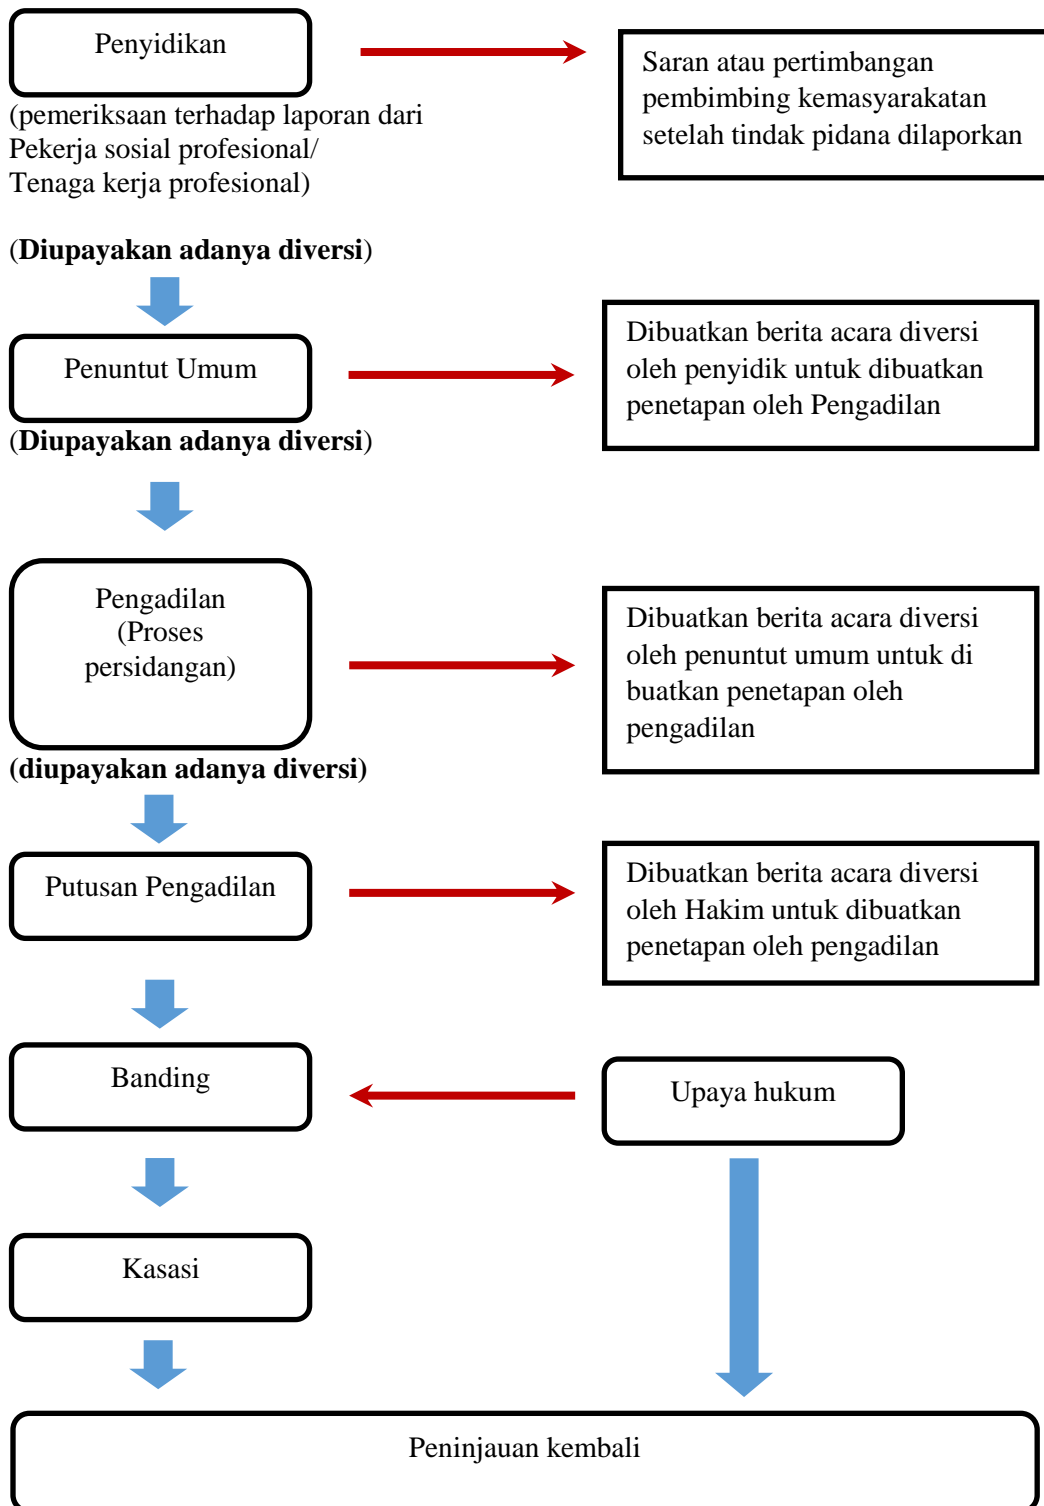 Penyidikan
Saran atau pertimbangan
pembimbing kemasyarakatan
setelah tindak pidana dilaporkan
(pemeriksaan terhadap laporan dari
Pekerja sosial profesional/
Tenaga kerja profesional)
(Diupayakan adanya diversi)
Penuntut Umum
Dibuatkan berita acara diversi
oleh penyidik untuk dibuatkan
penetapan oleh Pengadilan
(Diupayakan adanya diversi)
Pengadilan
(Proses
persidangan)
Dibuatkan berita acara diversi
oleh penuntut umum untuk di
buatkan penetapan oleh
pengadilan
(diupayakan adanya diversi)
Putusan Pengadilan
Dibuatkan berita acara diversi
oleh Hakim untuk dibuatkan
penetapan oleh pengadilan
Banding
Upaya hukum
Kasasi
Peninjauan kembali